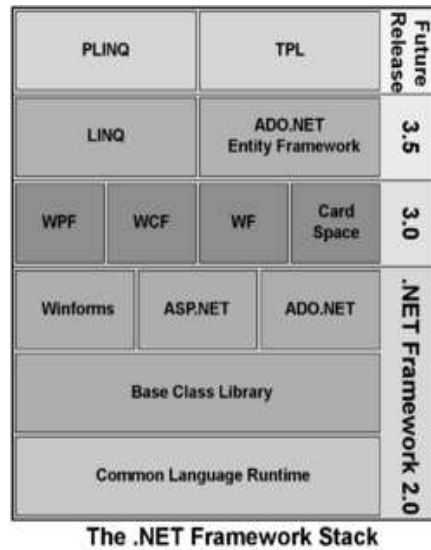 PLINQ
TPL
Future
Release
LINQ
ADO.NET
Entity Framework
3.5
WPF
WCF
WF
Card
Space
3.0
Winforms
ASP.NET
ADO.NET
Base Class Library
Common Language Runtime
.NET Framework 2.0
The .NET Framework Stack